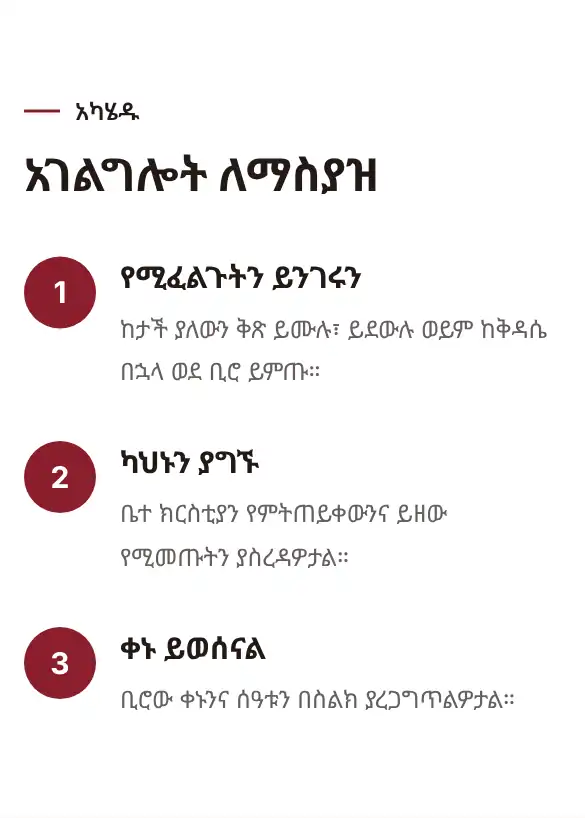 አካሄዱ
አገልግሎት ለማስያዝ
1
የሚፈልጉትን ይንገሩን
ከታች ያለውን ቅጽ ይሙሉ፣ ይደውሉ ወይም ከቅዳሴ
በኋላ ወደ ቢሮ ይምጡ።
2
ካህኑን ያግኙ
ቤተ ክርስቲያን የምትጠይቀውንና ይዘው
የሚመጡትን ያስረዳዎታል።
3
ቀኑ ይወሰናል
ቢሮው ቀኑንና ሰዓቱን በስልክ ያረጋግጥልዎታል።